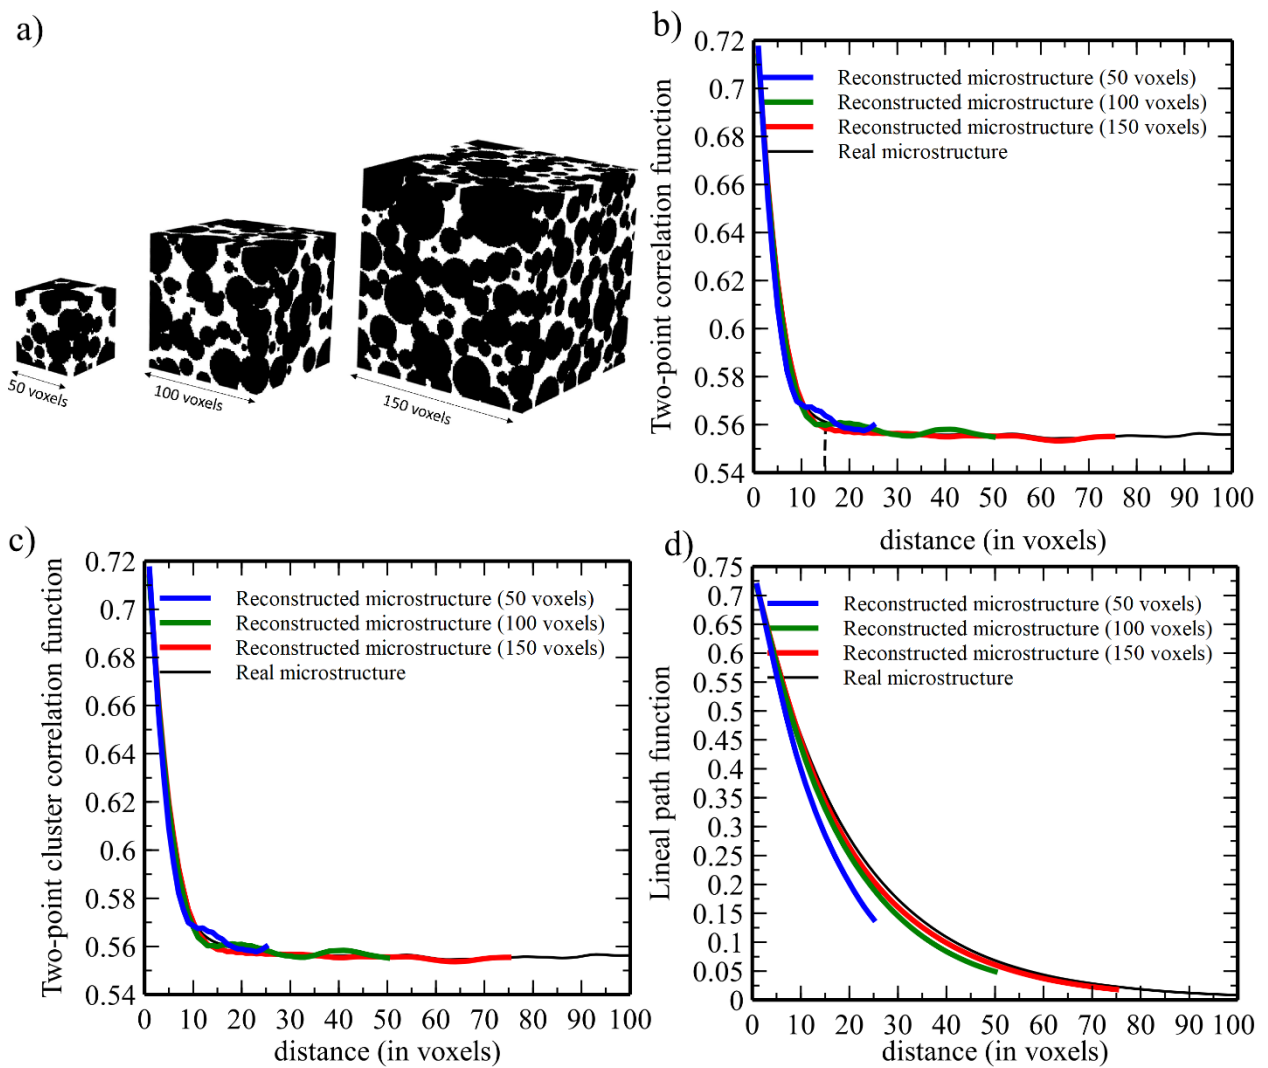 a)
50 voxels
100 voxels
150 voxels
b)
Two-point correlation function
0.72
0.7
0.68
0.66
0.64
0.62
0.6
0.58
0.56
0.54
Reconstructed microstructure (50 voxels)
Reconstructed microstructure (100 voxels)
Reconstructed microstructure (150 voxels)
Real microstructure
0 10 20 30 40 50 60 70 80 90 100
distance (in voxels)
c)
Two-point cluster correlation function
0.72
0.7
0.68
0.66
0.64
0.62
0.6
0.58
0.56
0.54
Reconstructed microstructure (50 voxels)
Reconstructed microstructure (100 voxels)
Reconstructed microstructure (150 voxels)
Real microstructure
0 10 20 30 40 50 60 70 80 90 100
distance (in voxels)
d)
Lineal path function
0.75
0.7
0.65
0.6
0.55
0.5
0.45
0.4
0.35
0.3
0.25
0.2
0.15
0.1
0.05
0
Reconstructed microstructure (50 voxels)
Reconstructed microstructure (100 voxels)
Reconstructed microstructure (150 voxels)
Real microstructure
0 10 20 30 40 50 60 70 80 90 100
distance (in voxels)